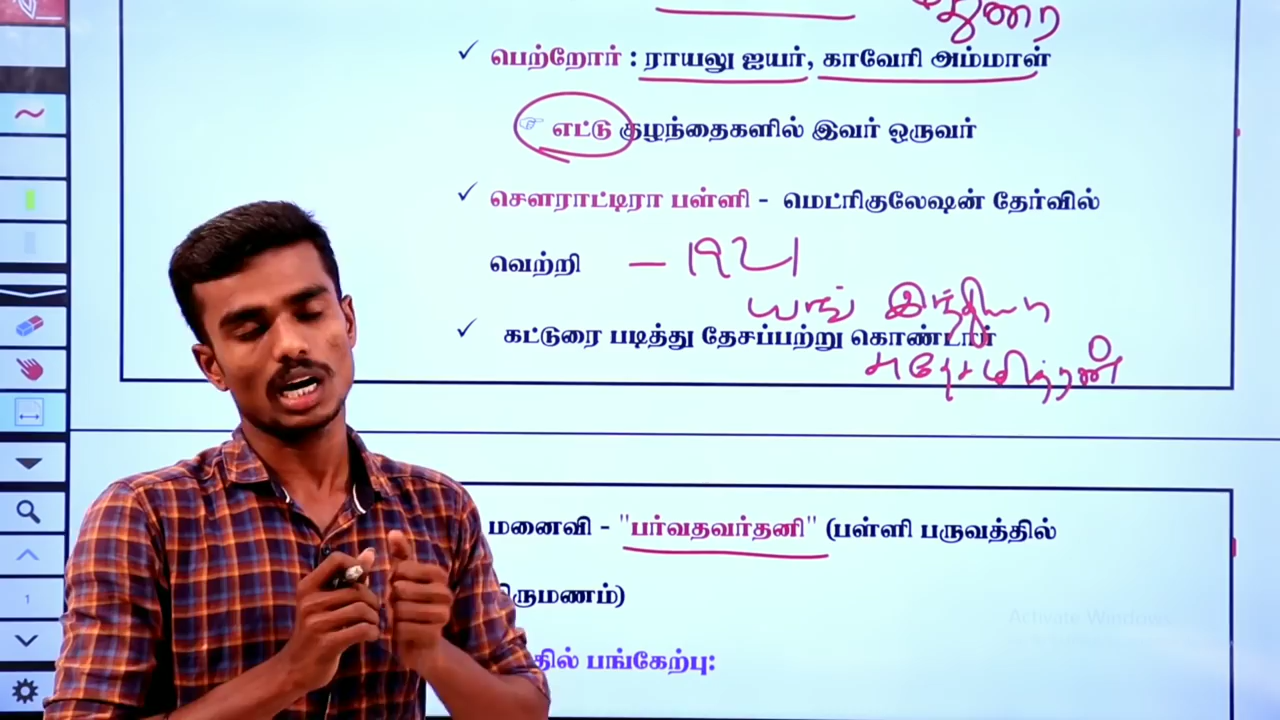 துரை
பெற்றோர் : ராயலு ஐயர், காவேரி அம்மாள்
எட்டு குழந்தைகளில் இவர் ஒருவர்
சௌராட்டிரா பள்ளி - மெட்ரிகுலேஷன் தேர்வில்
வெற்றி – 1921
யங் இந்தியா
கட்டுரை படித்து தேசப்பற்று கொண்டார்
சுதேசமித்ரன்
மனைவி - "பர்வதவர்தனி" (பள்ளி பருவத்தில்
ருமணம்)
Activate Windows
தில் பங்கேற்பு:
1